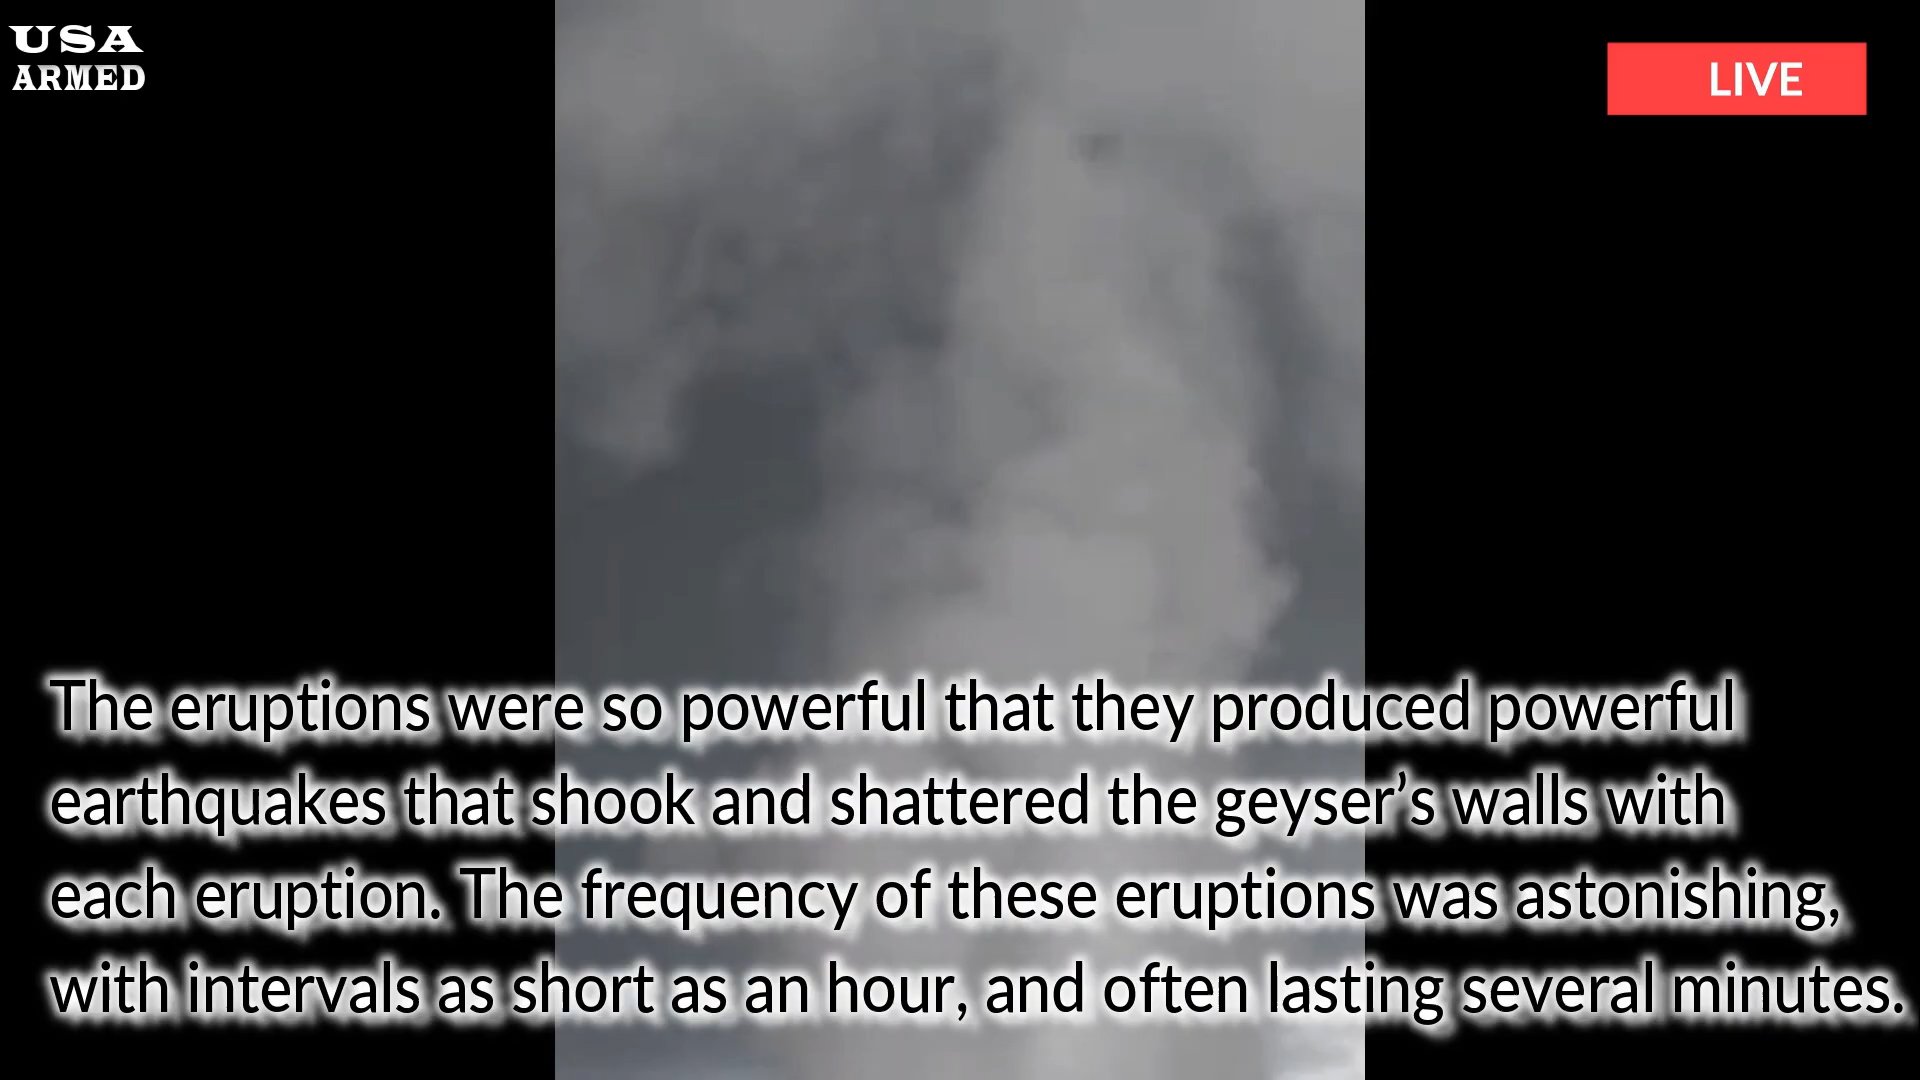 USA
ARMED
LIVE
The eruptions were so powerful that they produced powerful
earthquakes that shook and shattered the geyser’s walls with
each eruption. The frequency of these eruptions was astonishing,
with intervals as short as an hour, and often lasting several minutes.